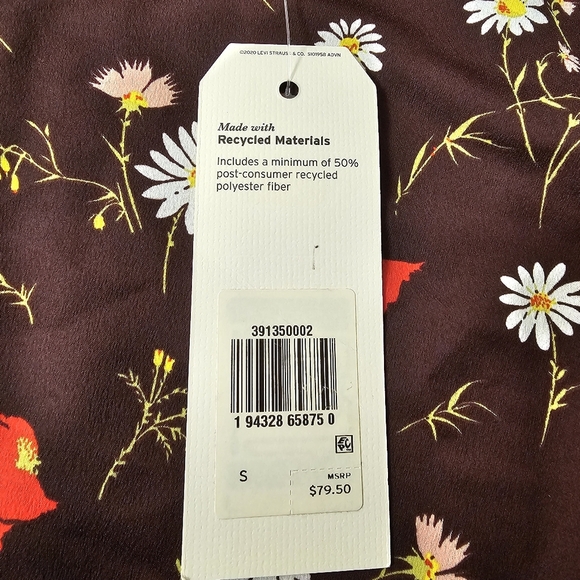 ©2020 LEVI STRAUSS & CO. SI01958 ADVN
Made with
Recycled Materials
Includes a minimum of 50%
post-consumer recycled
polyester fiber
391350002
1 94328 65875 0
S
MSRP
$79.50